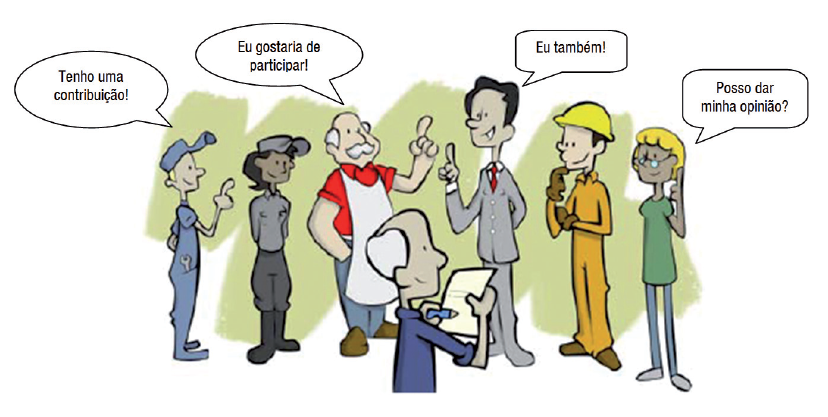 Tenho uma
contribuição!
Eu gostaria de
participar!
Eu também!
Posso dar
minha opinião?